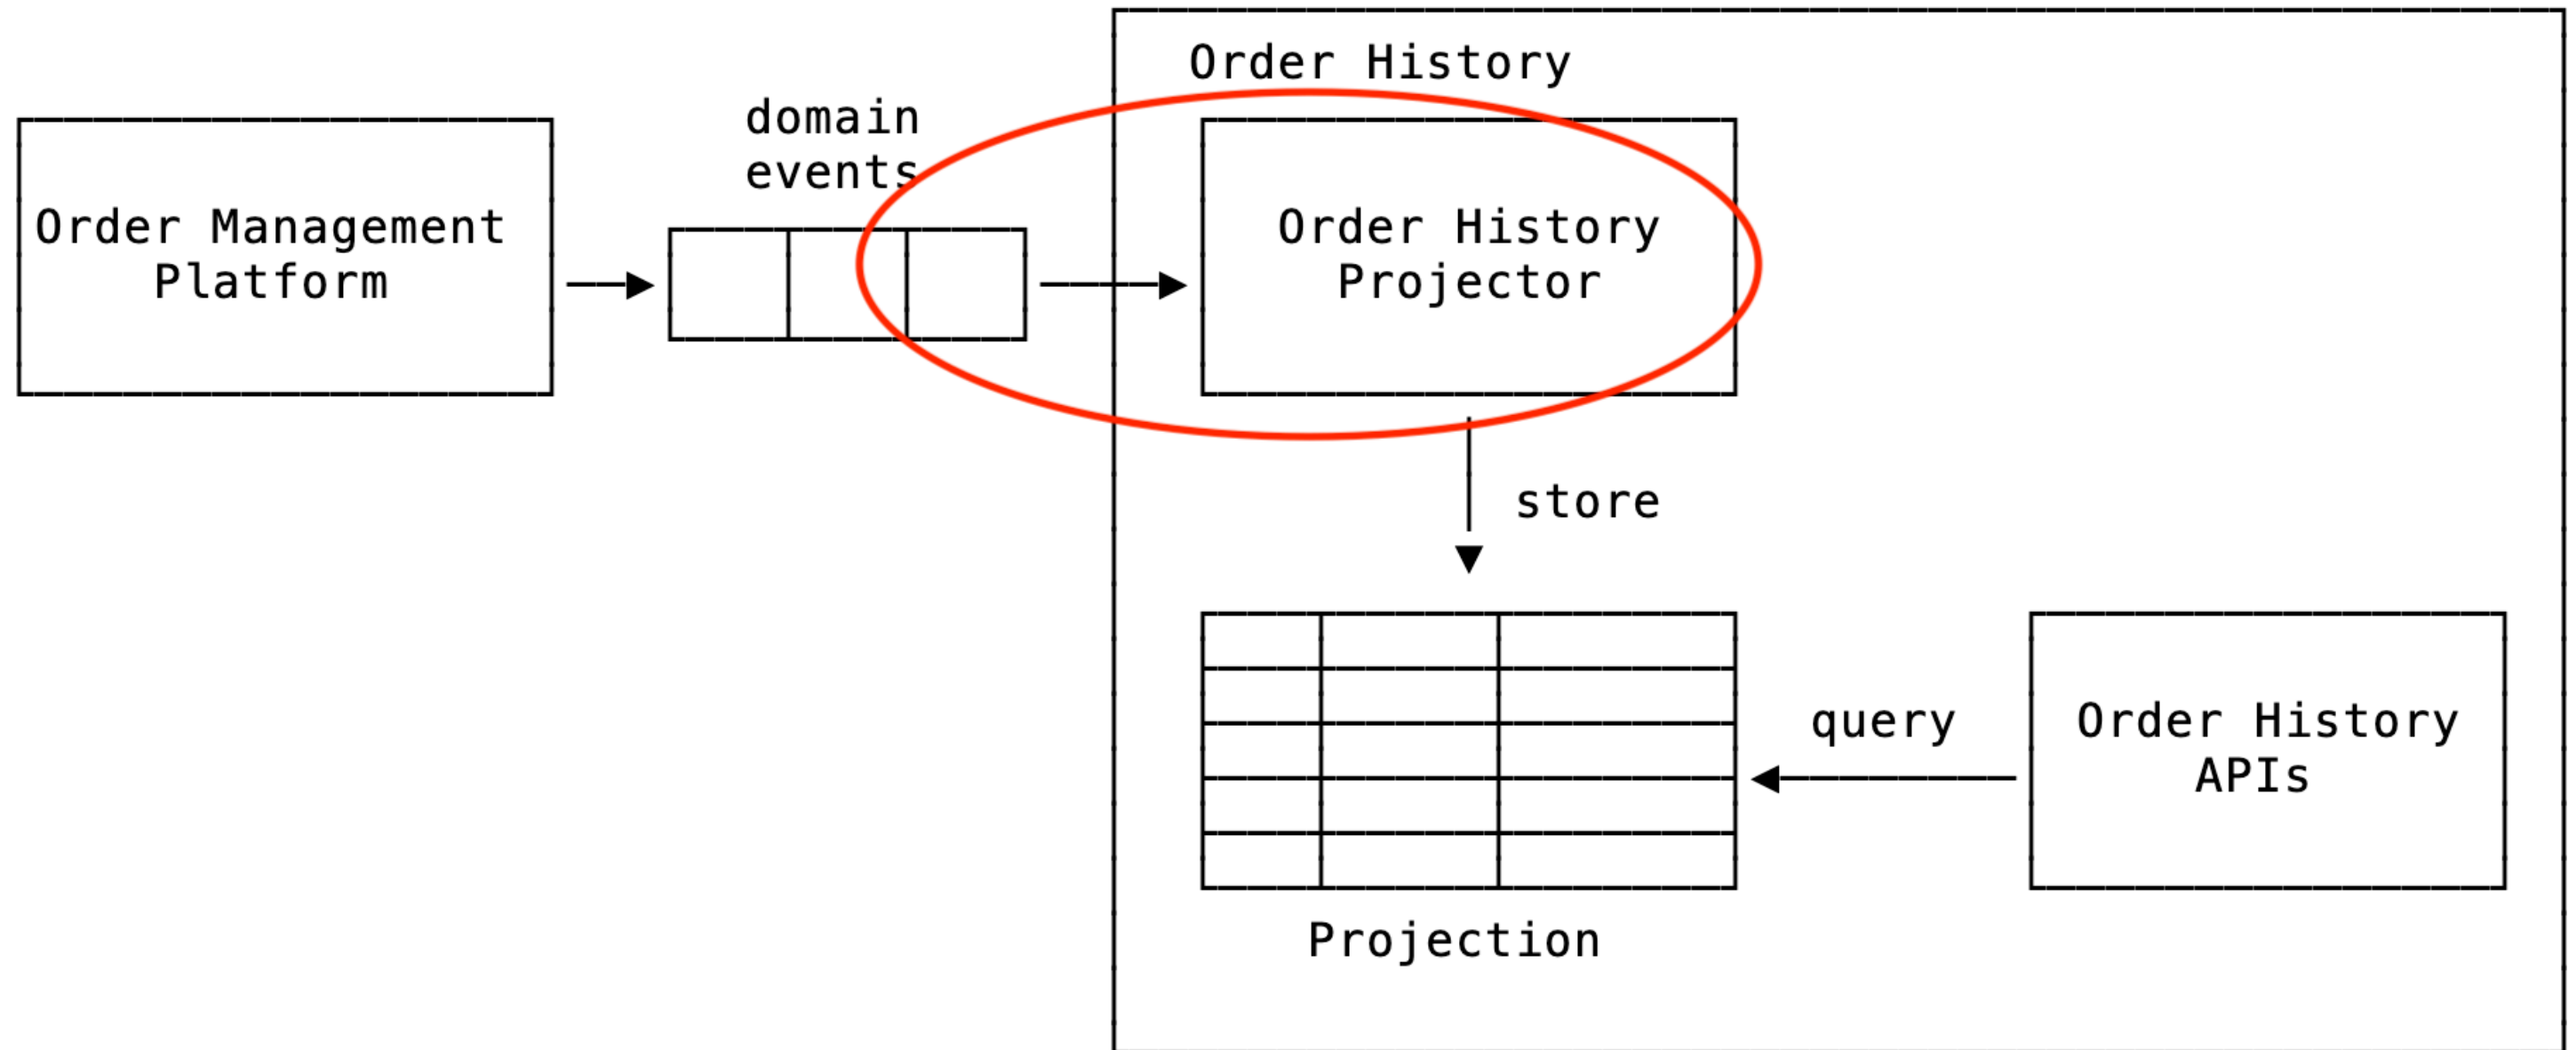 Order History
domain
events
Order Management
Platform
Order History
Projector
store
query
Order History
APIs
Projection